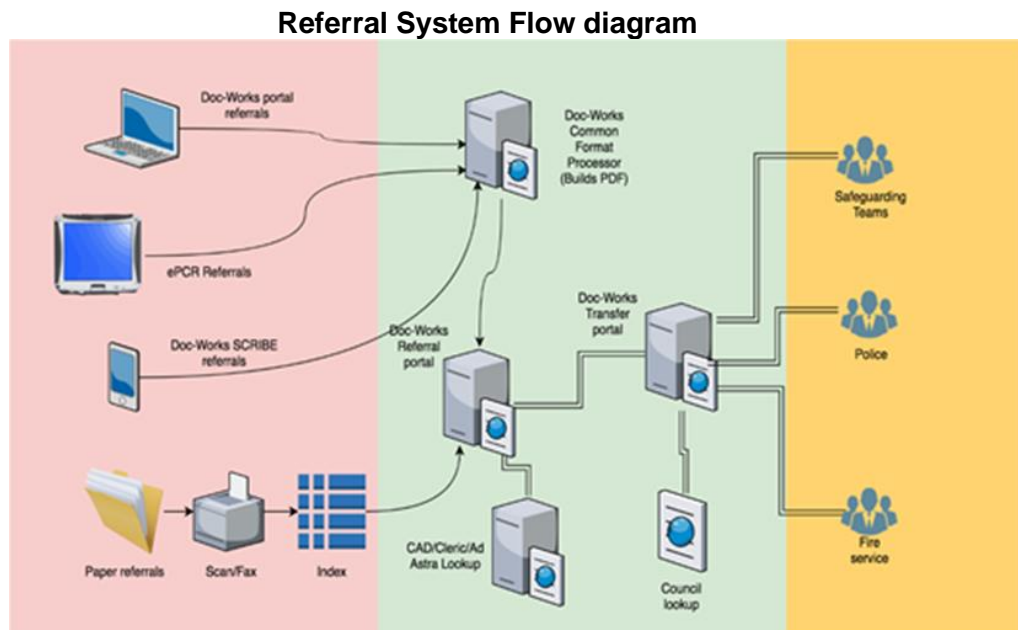 Referral System Flow diagram
Doc-Works portal
referrals
Doc-Works
Common
Format
Processor
(Builds PDF)
Safeguarding
Teams
ePCR Referrals
Doc-Works
Transfer
portal
Doc-Works SCRIBE
referrals
Doc-Works
Referral
portal
Police
Paper referrals
Scan/Fax
Index
CAD/Cleric/Ad
Astra Lookup
Council
lookup
Fire
service